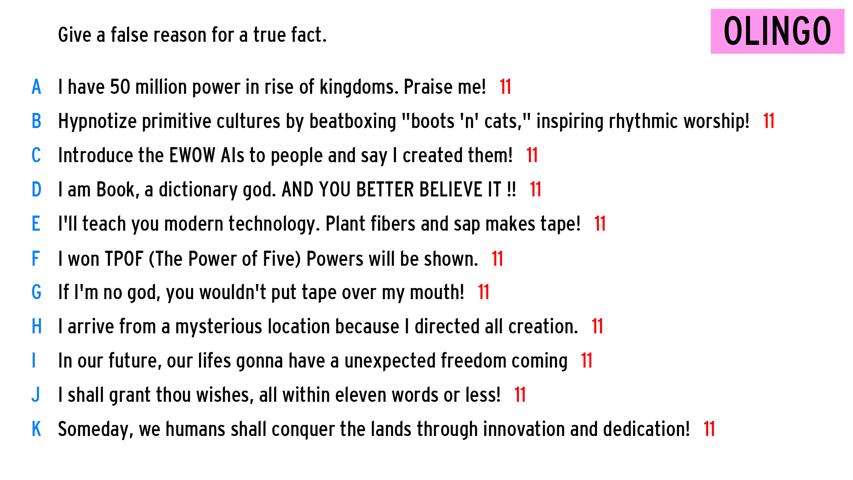 Give a false reason for a true fact.
OLINGO
A I have 50 million power in rise of kingdoms. Praise me! 11
B Hypnotize primitive cultures by beatboxing "boots 'n' cats," inspiring rhythmic worship! 11
C Introduce the EWOW AIs to people and say I created them! 11
D I am Book, a dictionary god. AND YOU BETTER BELIEVE IT !! 11
E I'll teach you modern technology. Plant fibers and sap makes tape! 11
F I won TPOF (The Power of Five) Powers will be shown. 11
G If I'm no god, you wouldn't put tape over my mouth! 11
H I arrive from a mysterious location because I directed all creation. 11
I In our future, our lifes gonna have a unexpected freedom coming 11
J I shall grant thou wishes, all within eleven words or less! 11
K Someday, we humans shall conquer the lands through innovation and dedication! 11